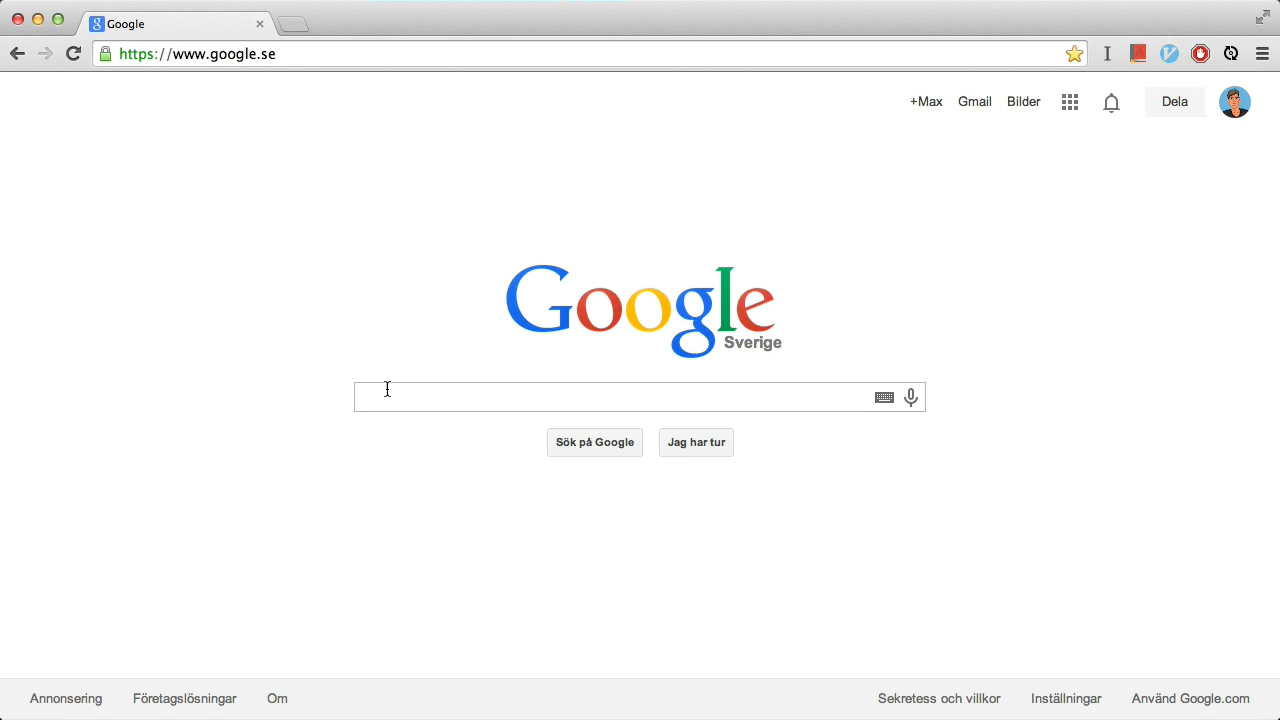 Google
https://www.google.se
+Max Gmail Bilder Dela
Google
Sverige
Sök på Google Jag har tur
Annonsering Företagslösningar Om Sekretess och villkor Inställningar Använd Google.com